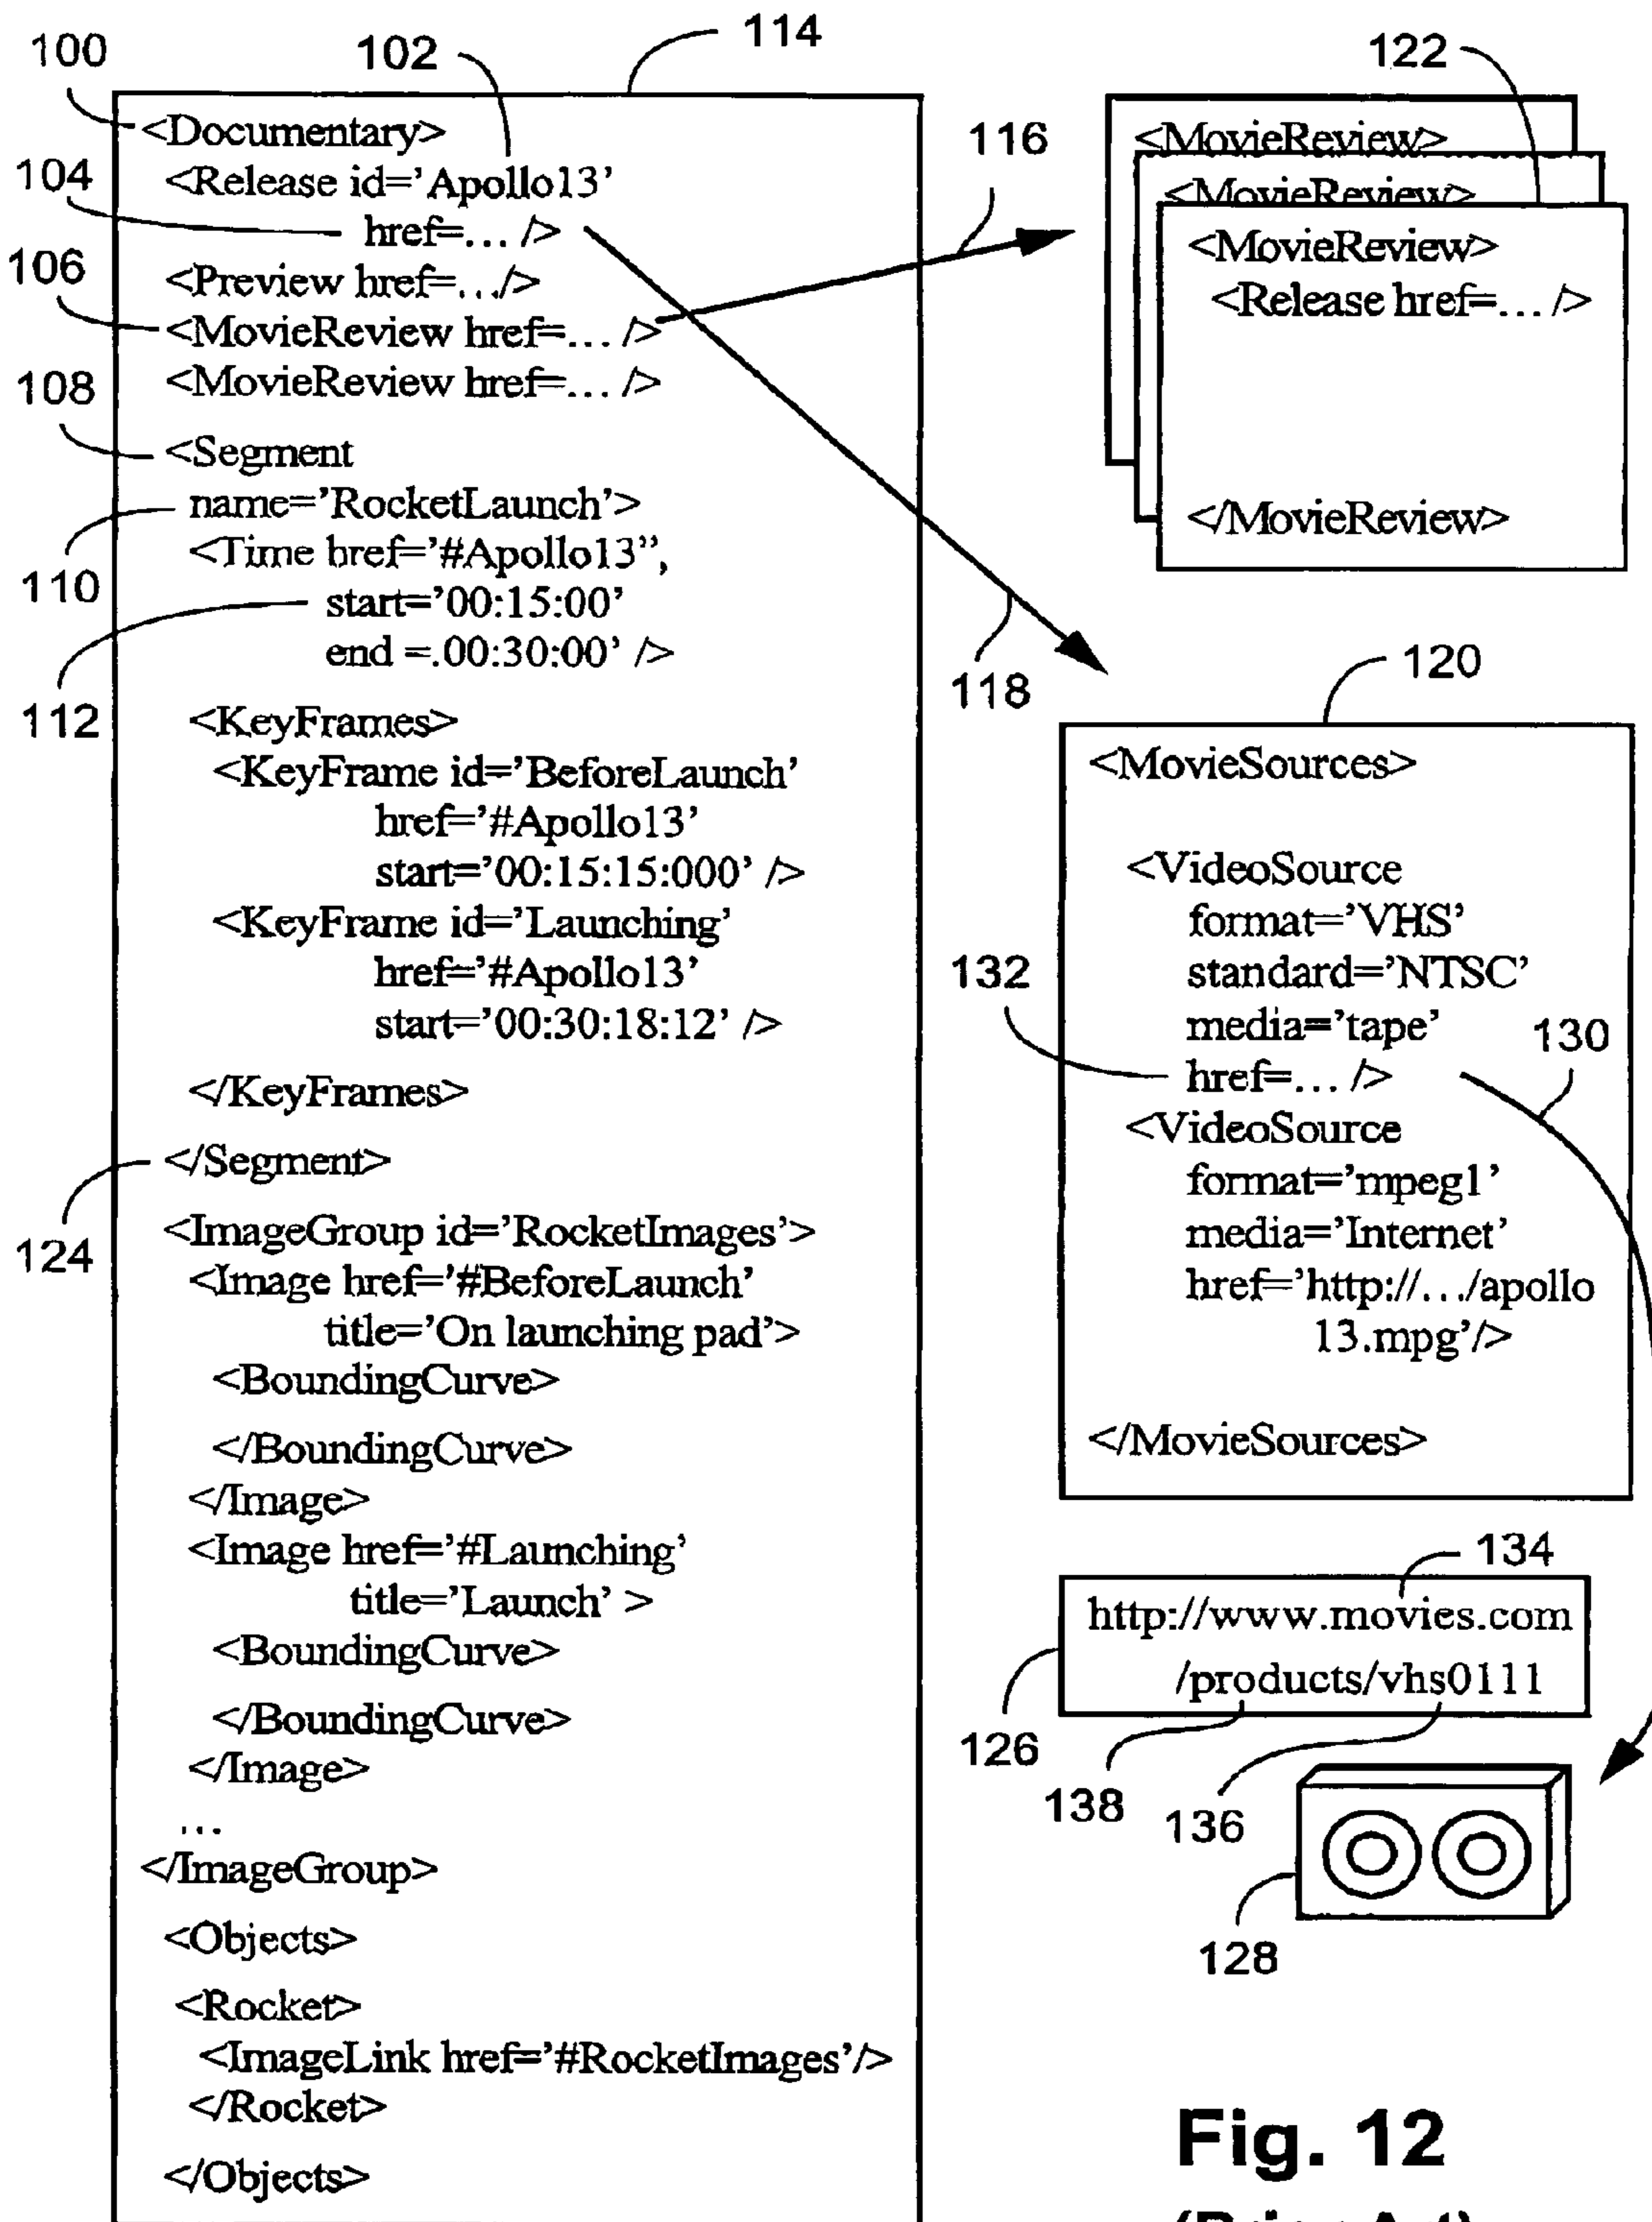 100
102
114
122
<Documentary>
104
<Release id='Apollo13'
href=... />
106
<Preview href=.../>
<MovieReview href=... />
108
<MovieReview href=... />
<Segment
name='RocketLaunch'>
110
<Time href='#Apollo13'',
start='00:15:00'
end =.00:30:00' />
112
<KeyFrames>
<KeyFrame id='BeforeLaunch'
href='#Apollo13'
start='00:15:15:000' />
<KeyFrame id='Launching'
href='#Apollo13'
start='00:30:18:12' />
</KeyFrames>
</Segment>
124
<ImageGroup id='RocketImages'>
<Image href='#BeforeLaunch'
title='On launching pad'>
<BoundingCurve>
</BoundingCurve>
</Image>
<Image href='#Launching'
title='Launch' >
<BoundingCurve>
</BoundingCurve>
</Image>
...
</ImageGroup>
<Objects>
<Rocket>
<ImageLink href='#RocketImages'/>
</Rocket>
</Objects>
116
118
<MovieReview>
<MovieReview>
<MovieReview>
<Release href=... />
</MovieReview>
120
<MovieSources>
<VideoSource
format='VHS'
standard='NTSC'
132
media='tape'
130
href=... />
<VideoSource
format='mpeg1'
media='Internet'
href='http://.../apollo
13.mpg'/>
</MovieSources>
134
http://www.movies.com
/products/vhs0111
126
138
136
128
Fig. 12
(Prior Art)